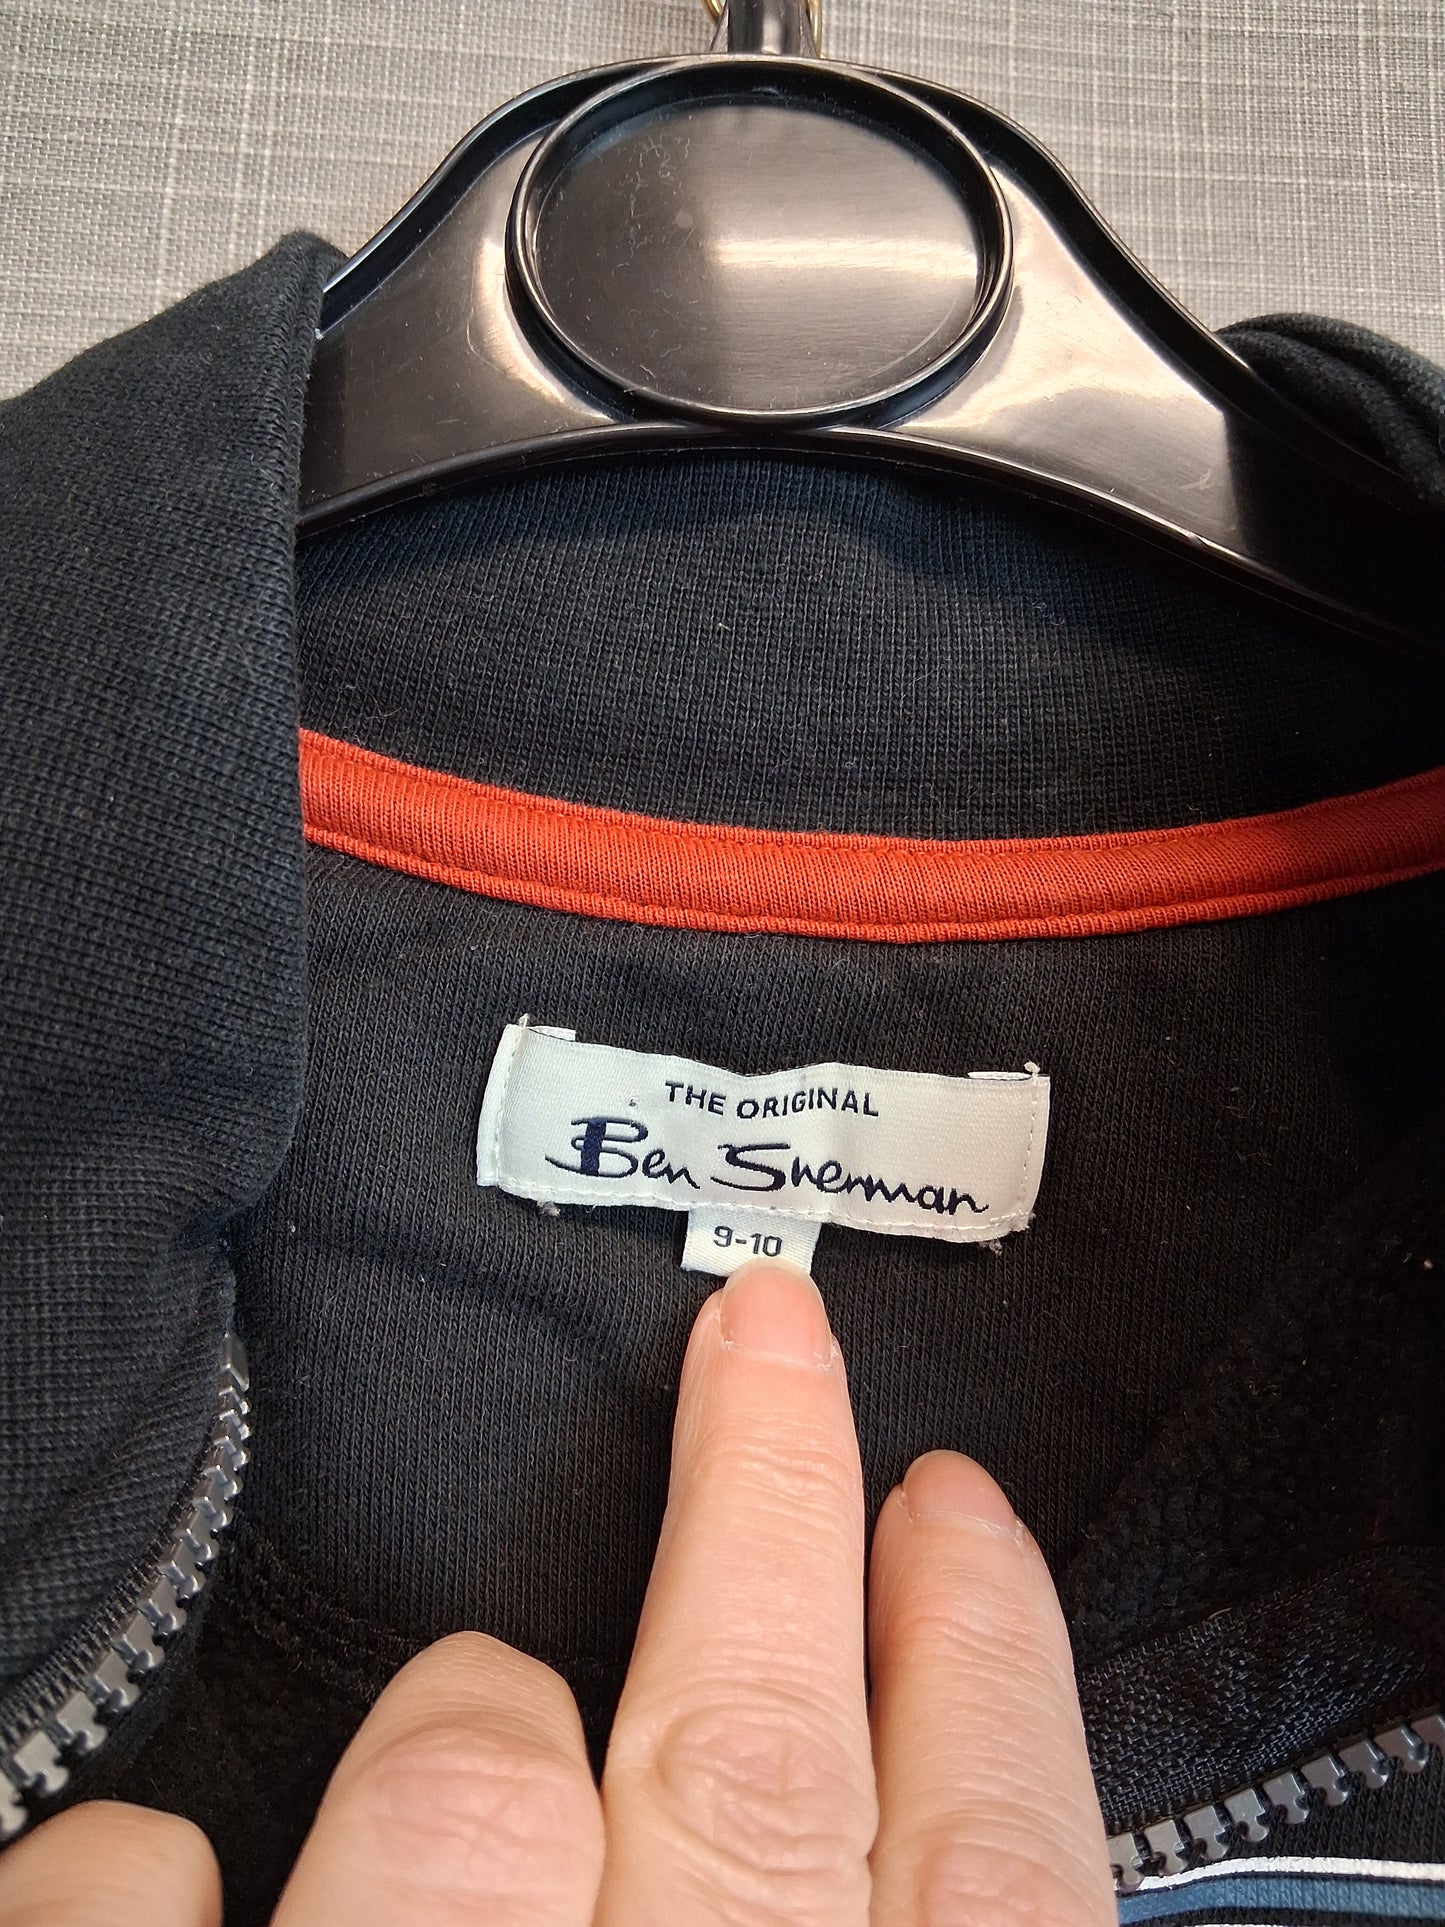 THE ORIGINAL
Ben Sherman
9-10